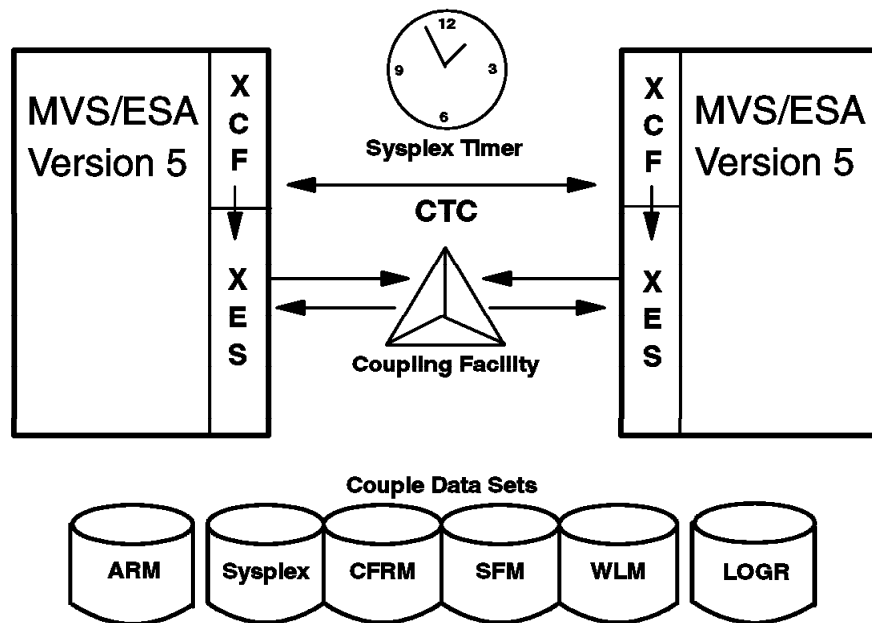 MVS/ESA
Version 5
X
C
F
X
E
S
12
3
6
9
Sysplex Timer
CTC
Coupling Facility
X
C
F
X
E
S
MVS/ESA
Version 5
Couple Data Sets
ARM
Sysplex
CFRM
SFM
WLM
LOGR